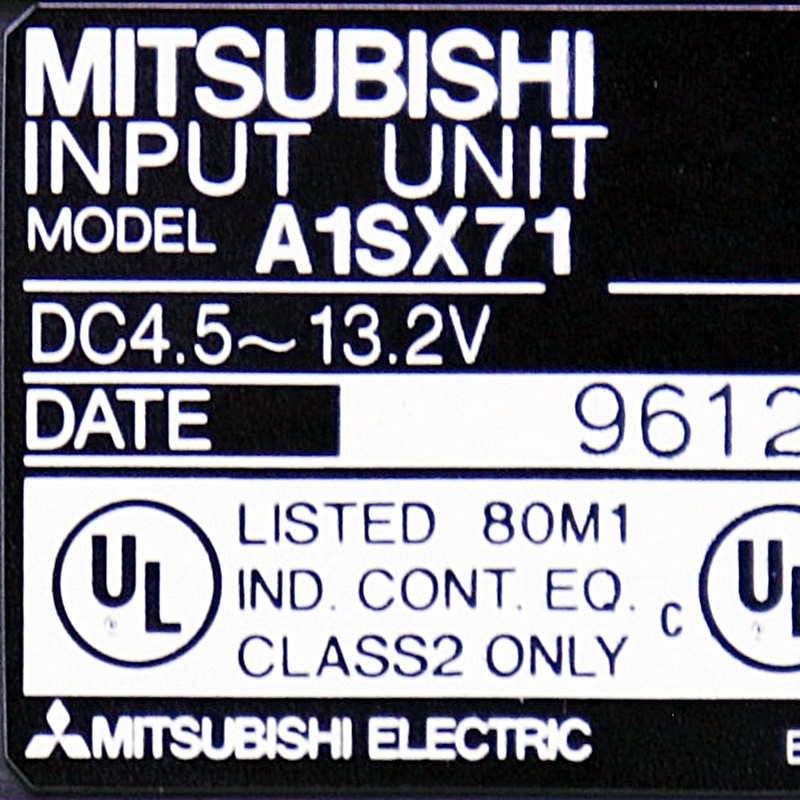 MITSUBISHI
INPUT UNIT
MODEL A1SX71
DC4.5~13.2V
DATE 9612
UL LISTED 80M1
IND. CONT. EQ. C
CLASS2 ONLY
MITSUBISHI ELECTRIC